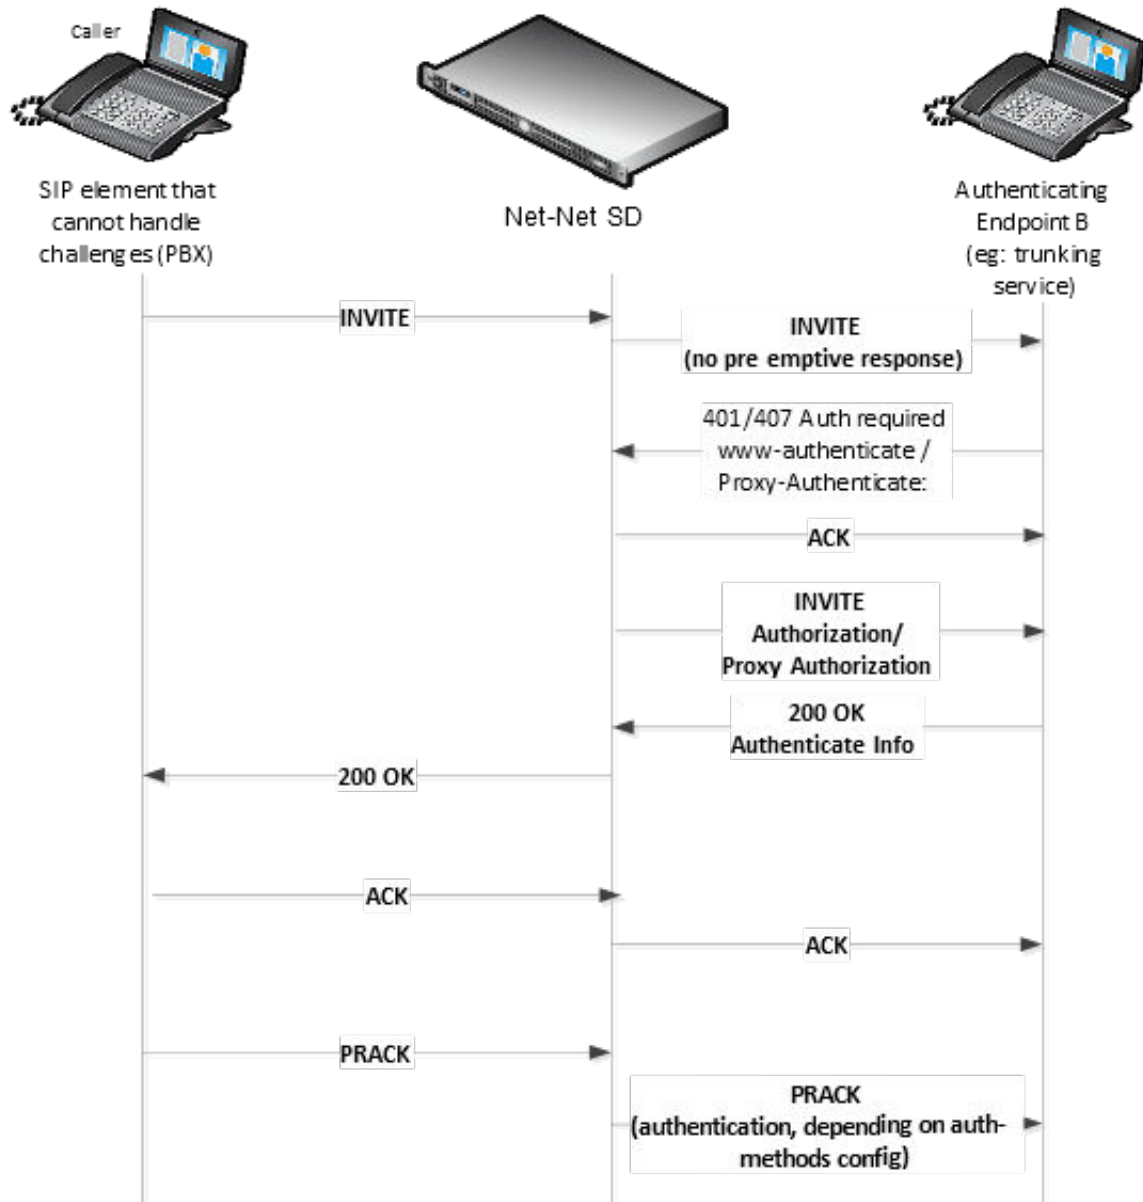 Caller
SIP element that
cannot handle
challenges (PBX)
Net-Net SD
Authenticating
Endpoint B
(eg: trunking
service)
INVITE
INVITE
(no pre emptive response)
401/407 Auth required
www-authenticate /
Proxy-Authenticate:
ACK
INVITE
Authorization/
Proxy Authorization
200 OK
Authenticate Info
200 OK
ACK
ACK
PRACK
PRACK
(authentication, depending on auth-
methods config)